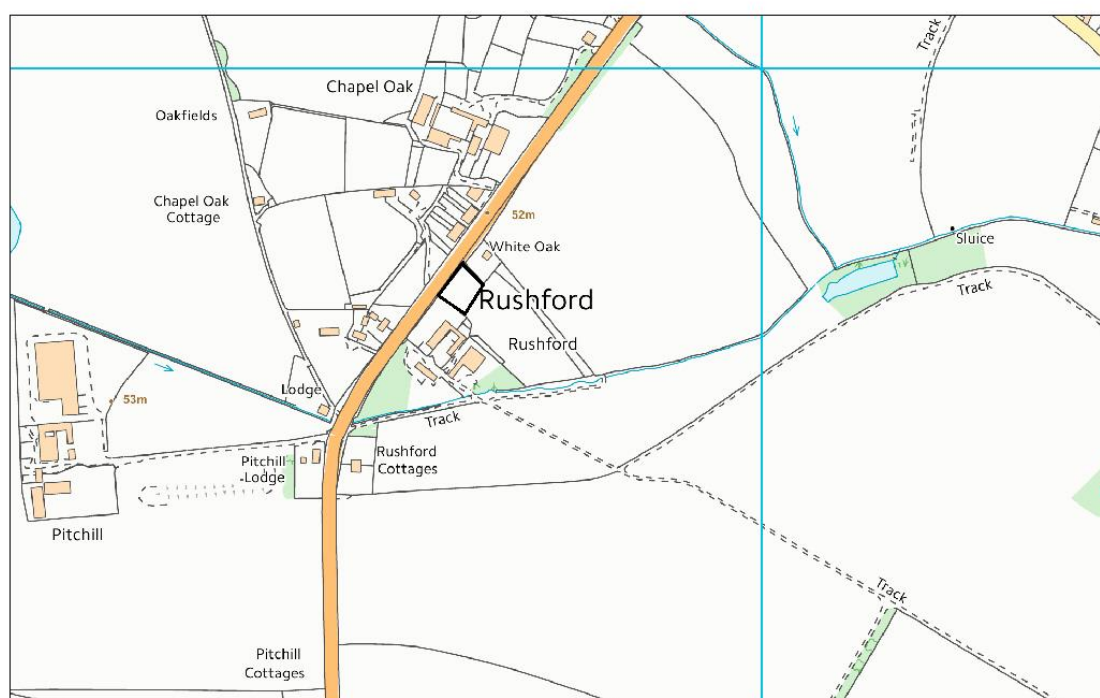 Track
Chapel Oak
Oakfields
Chapel Oak
Cottage
52m
White Oak
Sluice
Track
Rushford
Rushford
Lodge
53m
Track
Rushford
Cottages
Pitchill
Lodge
Pitchill
Track
Pitchill
Cottages